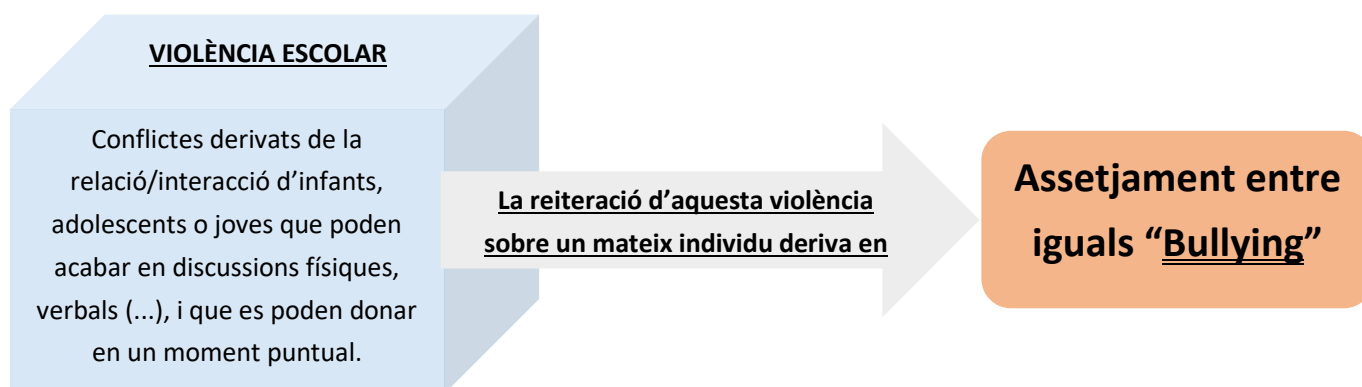 VIOLÈNCIA ESCOLAR
Conflictes derivats de la
relació/interacció d’infants,
adolescents o joves que poden
acabar en discussions físiques,
verbals (...), i que es poden donar
en un moment puntual.
La reiteració d’aquesta violència
sobre un mateix individu deriva en
Assetjament entre
iguals “Bullying”